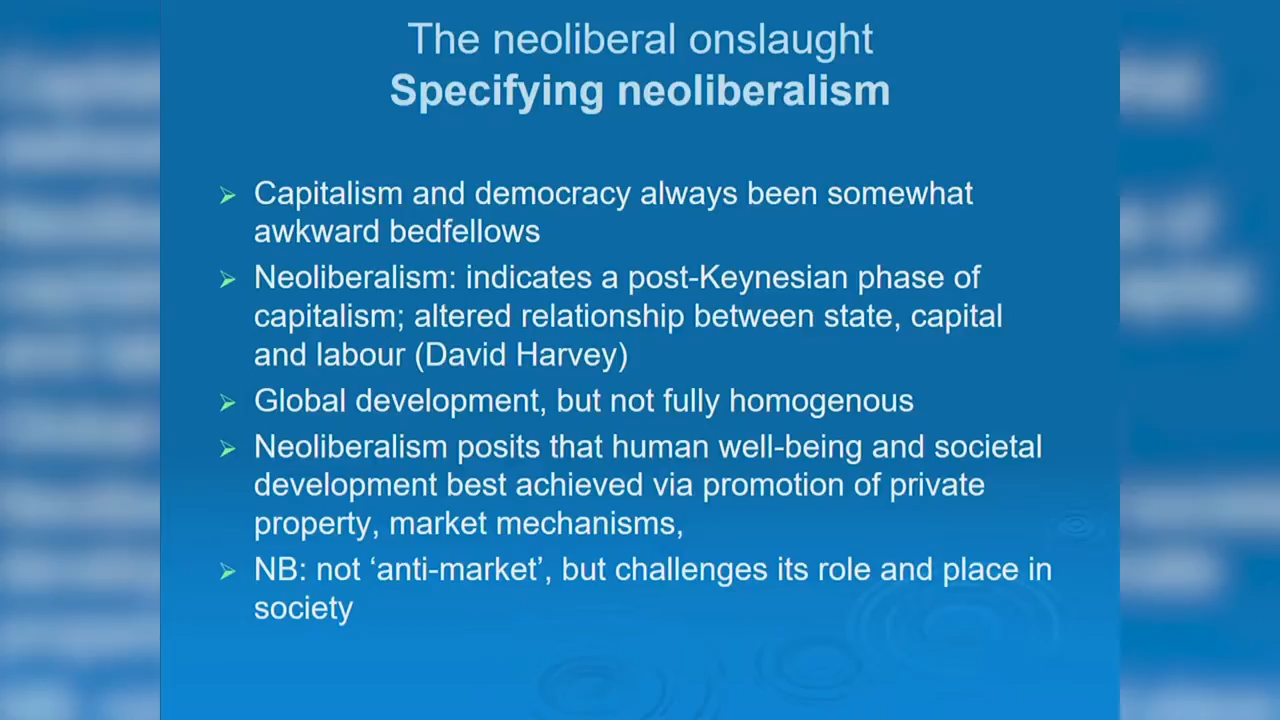 The neoliberal onslaught
Specifying neoliberalism
Capitalism and democracy always been somewhat
awkward bedfellows
Neoliberalism: indicates a post-Keynesian phase of
capitalism; altered relationship between state, capital
and labour (David Harvey)
Global development, but not fully homogenous
Neoliberalism posits that human well-being and societal
development best achieved via promotion of private
property, market mechanisms,
NB: not ‘anti-market’, but challenges its role and place in
society